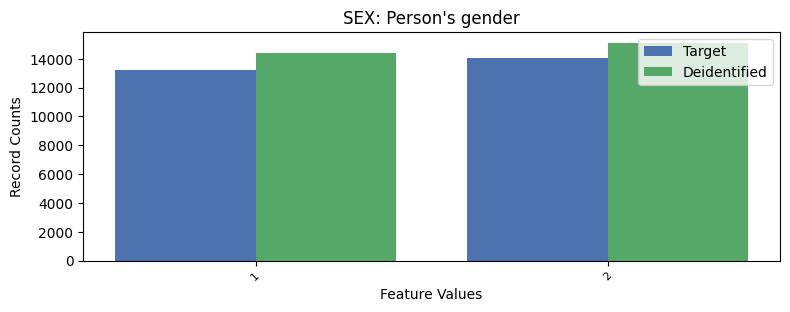 SEX: Person's gender
Target
Deidentified
Record Counts
14000
12000
10000
8000
6000
4000
2000
0
1
2
Feature Values